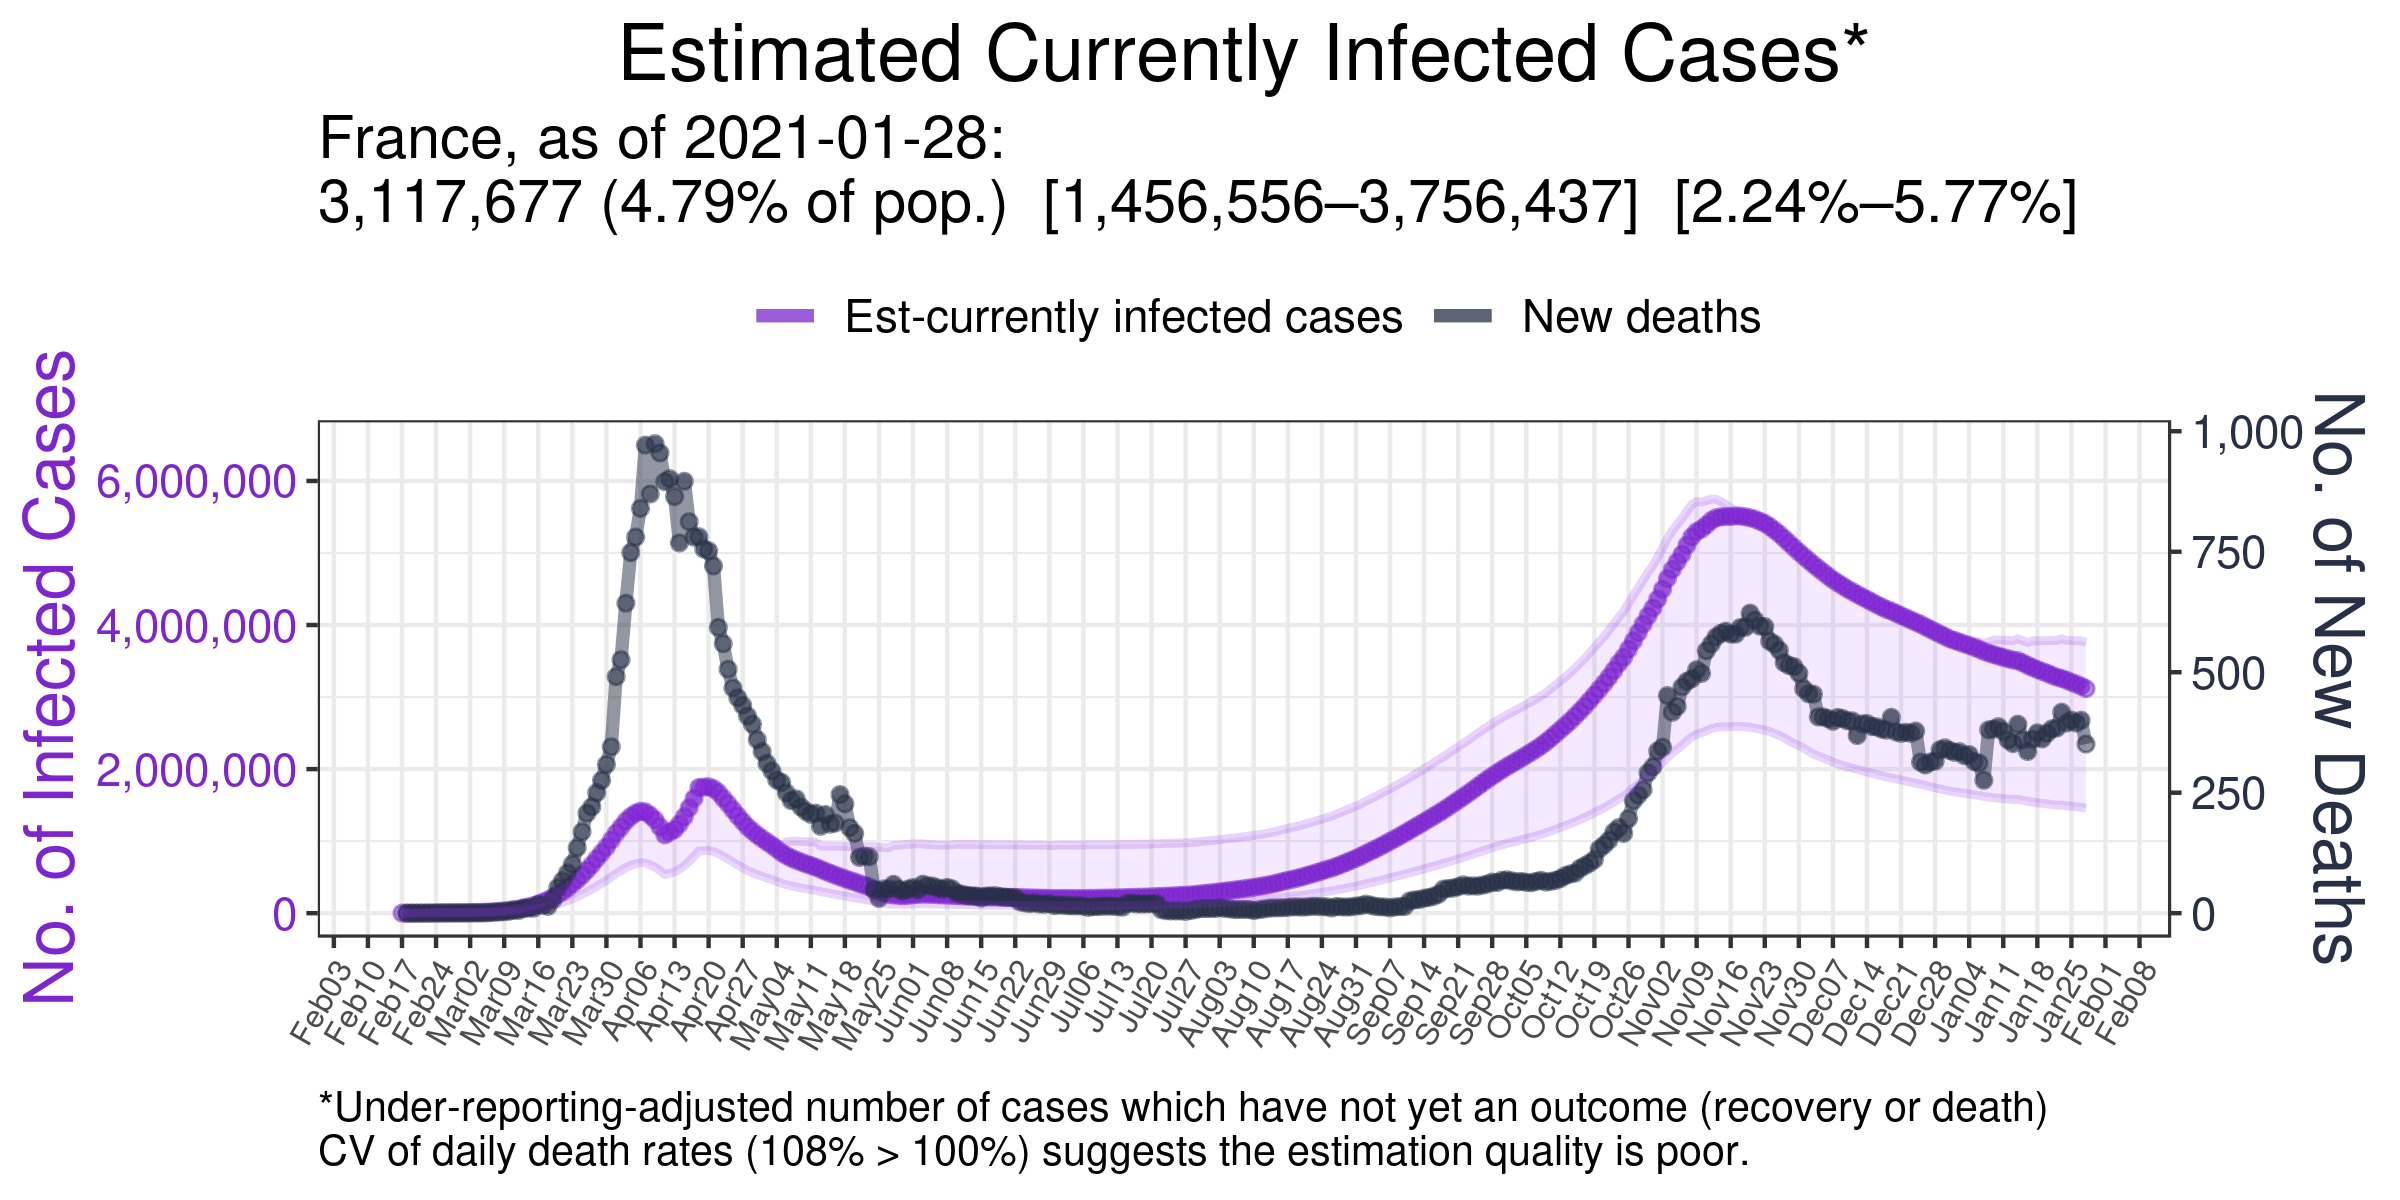 Estimated Currently Infected Cases*
France, as of 2021-01-28:
3,117,677 (4.79% of pop.) [1,456,556–3,756,437] [2.24%–5.77%]
Est-currently infected cases
New deaths
No. of Infected Cases
6,000,000
4,000,000
2,000,000
0
1,000
750
500
250
0
No. of New Deaths
Feb03
Feb10
Feb17
Feb24
Mar02
Mar09
Mar16
Mar23
Mar30
Apr06
Apr13
Apr20
Apr27
May04
May11
May18
May25
Jun01
Jun08
Jun15
Jun22
Jun29
Jul06
Jul13
Jul20
Jul27
Aug03
Aug10
Aug17
Aug24
Aug31
Sep07
Sep14
Sep21
Sep28
Oct05
Oct12
Oct19
Oct26
Nov02
Nov09
Nov16
Nov23
Nov30
Dec07
Dec14
Dec21
Dec28
Jan04
Jan11
Jan18
Jan25
Feb01
Feb08
*Under-reporting-adjusted number of cases which have not yet an outcome (recovery or death)
CV of daily death rates (108% > 100%) suggests the estimation quality is poor.